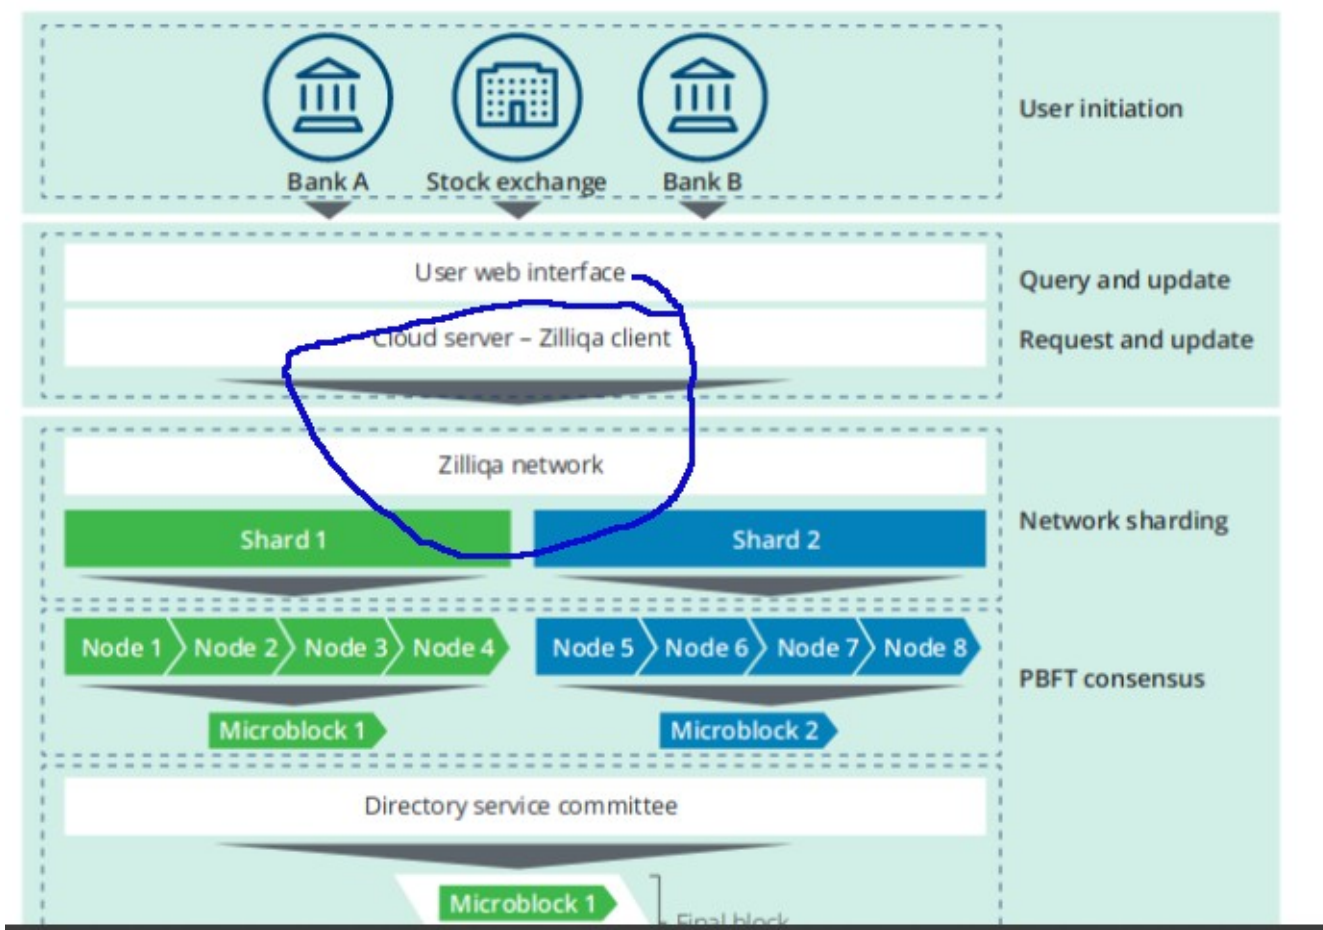 Bank A Stock exchange Bank B
User initiation
User web interface
Query and update
Cloud server – Zilliqa client
Request and update
Zilliqa network
Shard 1 Shard 2
Network sharding
Node 1 Node 2 Node 3 Node 4 Node 5 Node 6 Node 7 Node 8
PBFT consensus
Microblock 1 Microblock 2
Directory service committee
Microblock 1
Final block